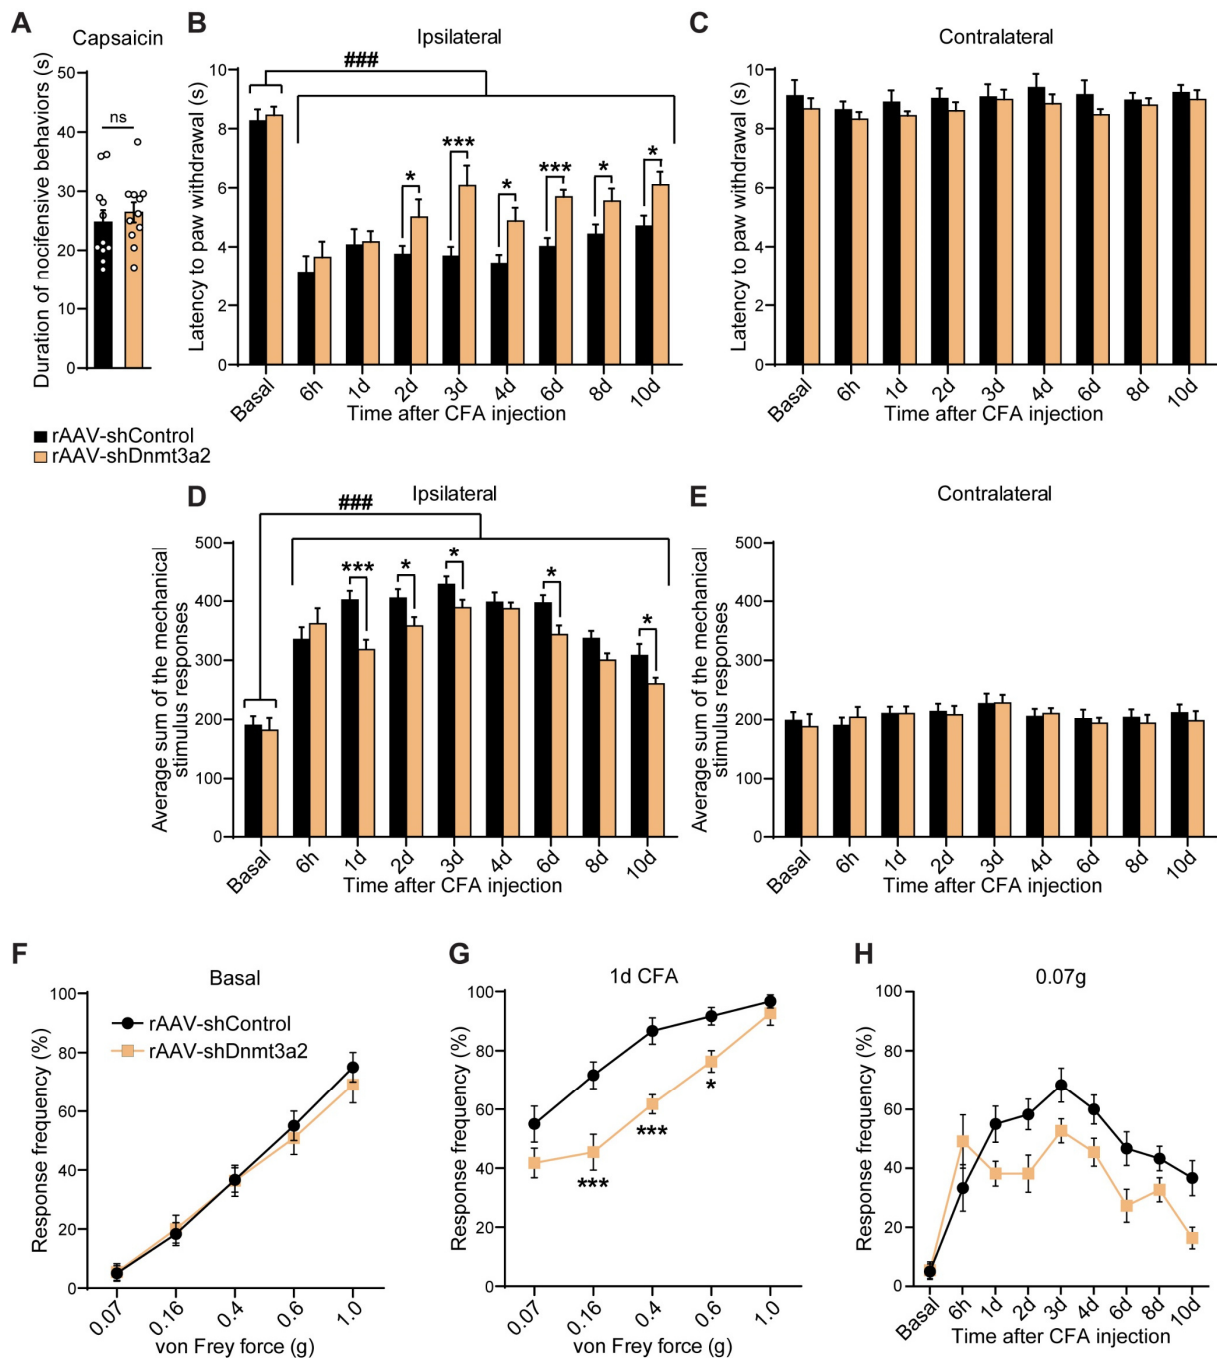 A
Capsaicin
Duration of nocifensive behaviors (s)
50
40
30
20
10
0
ns
B
Ipsilateral
###
Latency to paw withdrawal (s)
10
8
6
4
2
0
*
***
*
***
*
*
Basal
6h
1d
2d
3d
4d
6d
8d
10d
Time after CFA injection
C
Contralateral
Latency to paw withdrawal (s)
10
8
6
4
2
0
Basal
6h
1d
2d
3d
4d
6d
8d
10d
Time after CFA injection
rAAV-shControl
rAAV-shDnmt3a2
D
Ipsilateral
###
Average sum of the mechanical
stimulus responses
500
400
300
200
100
0
***
*
*
*
*
Basal
6h
1d
2d
3d
4d
6d
8d
10d
Time after CFA injection
E
Contralateral
Average sum of the mechanical
stimulus responses
500
400
300
200
100
0
Basal
6h
1d
2d
3d
4d
6d
8d
10d
Time after CFA injection
F
Basal
Response frequency (%)
100
80
60
40
20
0
rAAV-shControl
rAAV-shDnmt3a2
0.07
0.16
0.4
0.6
1.0
von Frey force (g)
G
1d CFA
Response frequency (%)
100
80
60
40
20
0
***
***
*
0.07
0.16
0.4
0.6
1.0
von Frey force (g)
H
0.07g
Response frequency (%)
100
80
60
40
20
0
Basal
6h
1d
2d
3d
4d
6d
8d
10d
Time after CFA injection